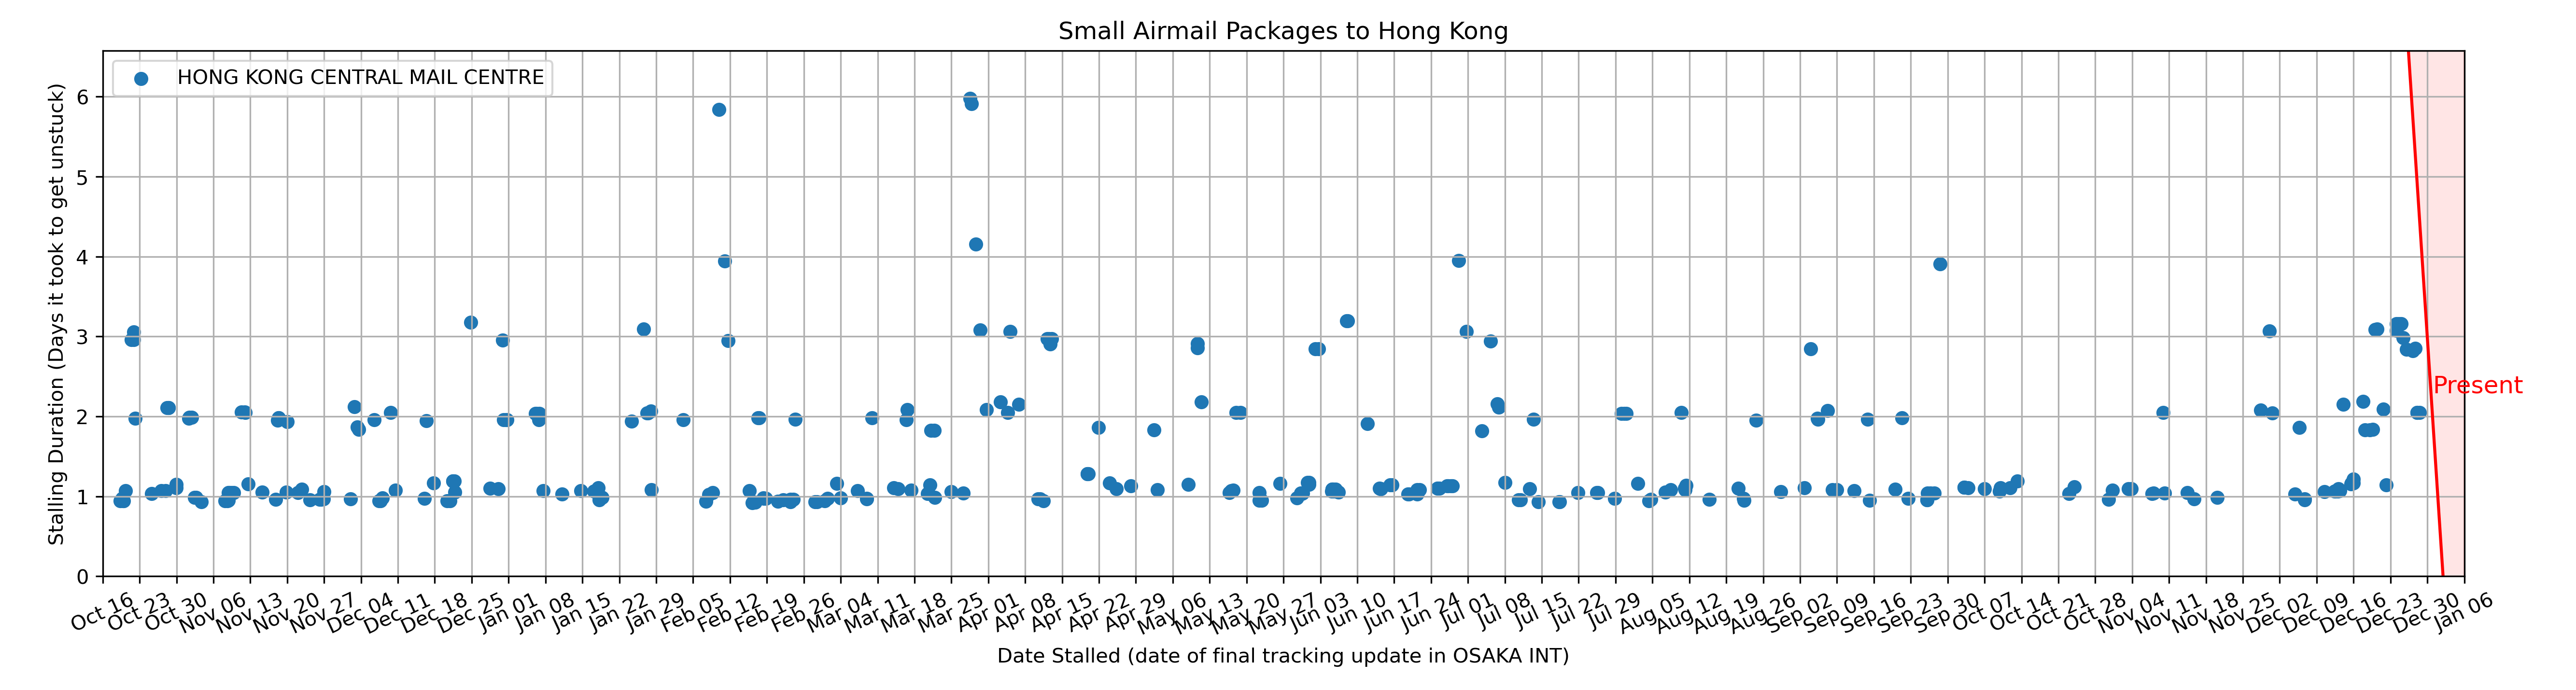 Small Airmail Packages to Hong Kong
HONG KONG CENTRAL MAIL CENTRE
Stalling Duration (Days it took to get unstuck)
6
5
4
3
2
1
0
Present
Oct 16
Oct 23
Oct 30
Nov 06
Nov 13
Nov 20
Nov 27
Dec 04
Dec 11
Dec 18
Dec 25
Jan 01
Jan 08
Jan 15
Jan 22
Jan 29
Feb 05
Feb 12
Feb 19
Feb 26
Mar 04
Mar 11
Mar 18
Mar 25
Apr 01
Apr 08
Apr 15
Apr 22
Apr 29
May 06
May 13
May 20
May 27
Jun 03
Jun 10
Jun 17
Jun 24
Jul 01
Jul 08
Jul 15
Jul 22
Jul 29
Aug 05
Aug 12
Aug 19
Aug 26
Sep 02
Sep 09
Sep 16
Sep 23
Sep 30
Oct 07
Oct 14
Oct 21
Oct 28
Nov 04
Nov 11
Nov 18
Nov 25
Dec 02
Dec 09
Dec 16
Dec 23
Dec 30
Jan 06
Date Stalled (date of final tracking update in OSAKA INT)